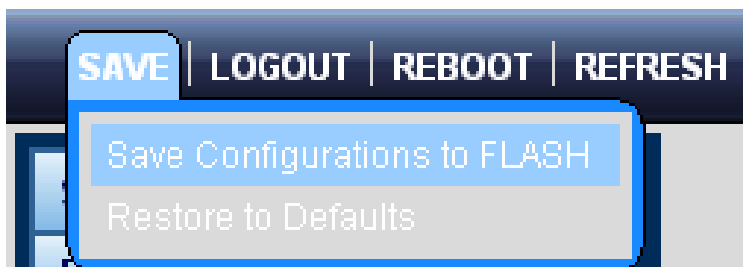 SAVE LOGOUT REBOOT REFRESH
Save Configurations to FLASH
Restore to Defaults